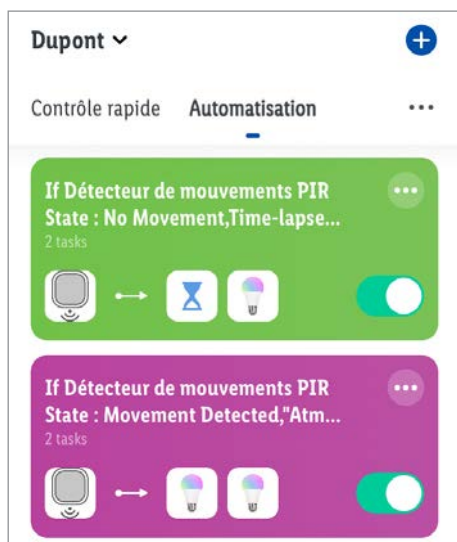 Dupont
Contrôle rapide Automatisation
If Détecteur de mouvements PIR
State : No Movement,Time-lapse...
2 tasks
If Détecteur de mouvements PIR
State : Movement Detected,"Atm...
2 tasks